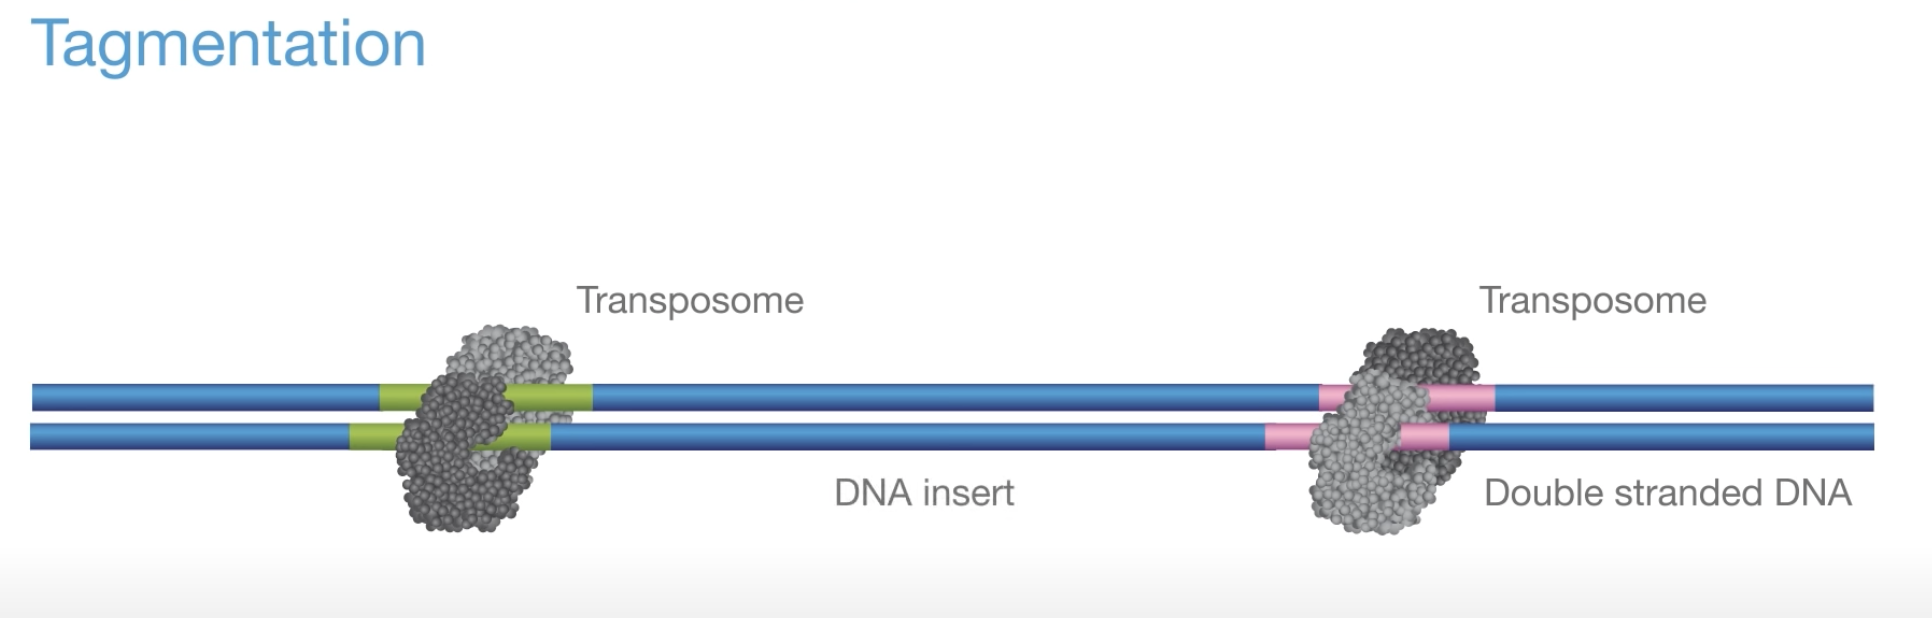 Tagmentation
Transposome
Transposome
DNA insert
Double stranded DNA